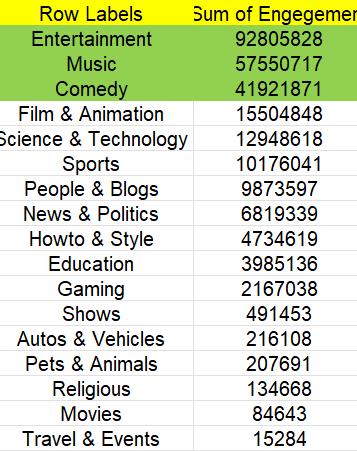 Row Labels Sum of Engegemen
Entertainment 92805828
Music 57550717
Comedy 41921871
Film & Animation 15504848
Science & Technology 12948618
Sports 10176041
People & Blogs 9873597
News & Politics 6819339
Howto & Style 4734619
Education 3985136
Gaming 2167038
Shows 491453
Autos & Vehicles 216108
Pets & Animals 207691
Religious 134668
Movies 84643
Travel & Events 15284